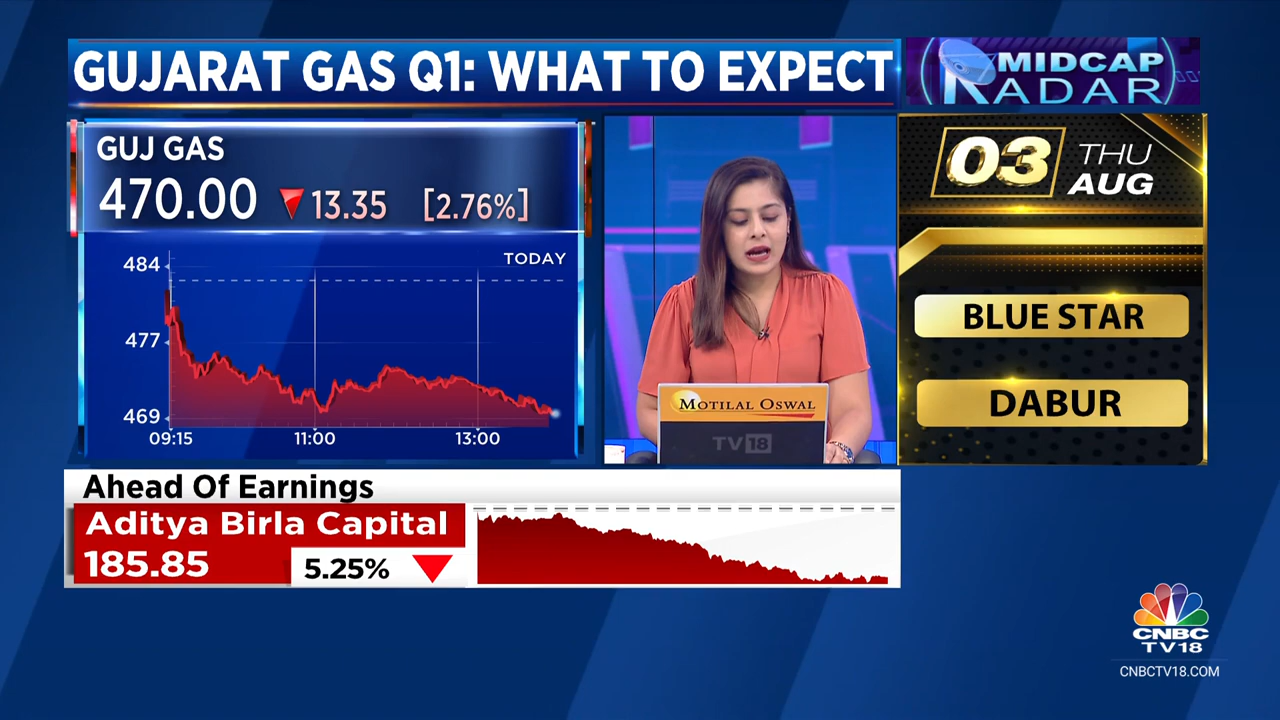 GUJARAT GAS Q1: WHAT TO EXPECT
MIDCAP
RADAR
GUJ GAS
470.00 ▼ 13.35 [2.76%]
TODAY
484
477
469
09:15 11:00 13:00
MOTILAL OSWAL
TV18
03 THU
AUG
BLUE STAR
DABUR
Ahead Of Earnings
Aditya Birla Capital
185.85
5.25% ▼
CNBC
TV18
CNBCTV18.COM